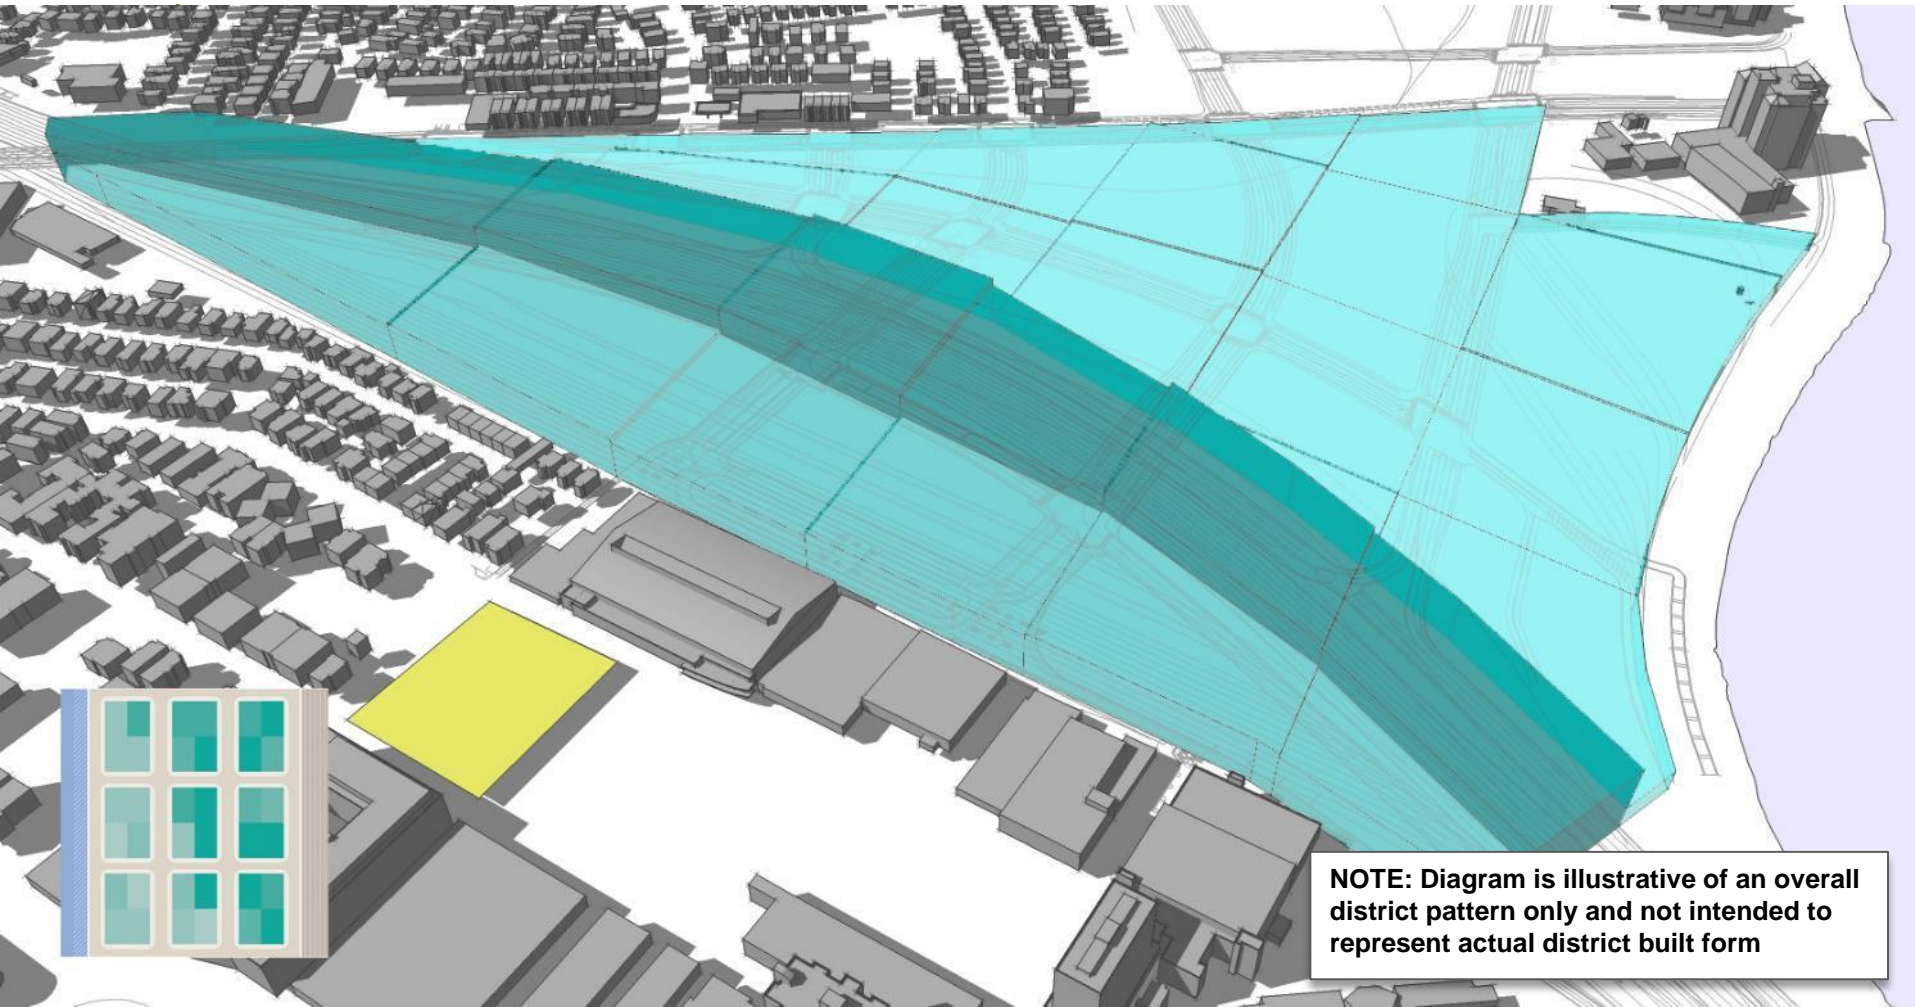 NOTE: Diagram is illustrative of an overall
district pattern only and not intended to
represent actual district built form